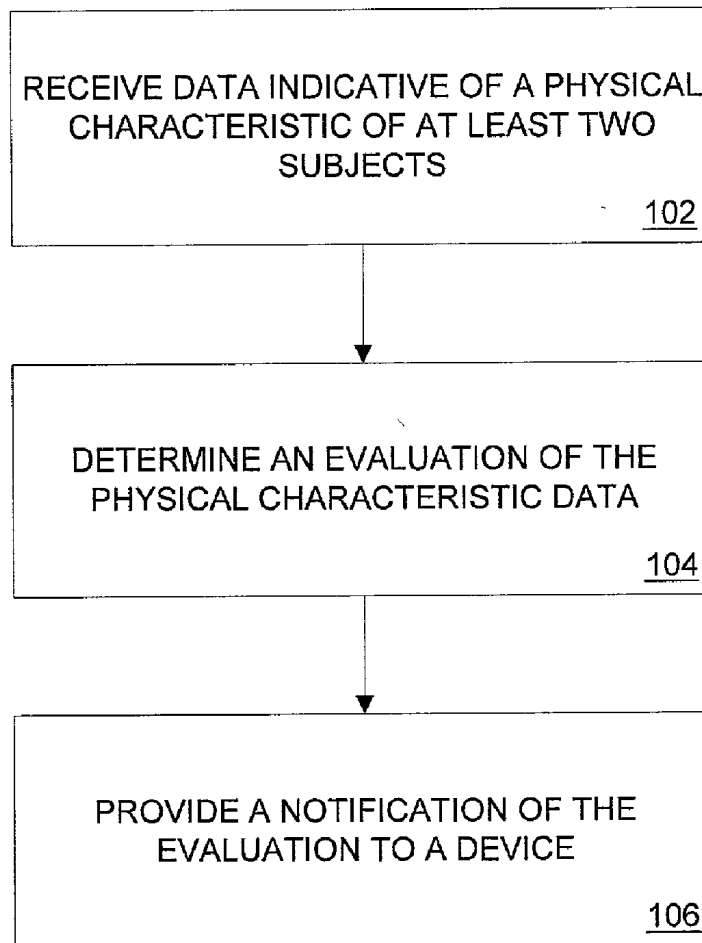 RECEIVE DATA INDICATIVE OF A PHYSICAL
CHARACTERISTIC OF AT LEAST TWO
SUBJECTS
102
DETERMINE AN EVALUATION OF THE
PHYSICAL CHARACTERISTIC DATA
104
PROVIDE A NOTIFICATION OF THE
EVALUATION TO A DEVICE
106